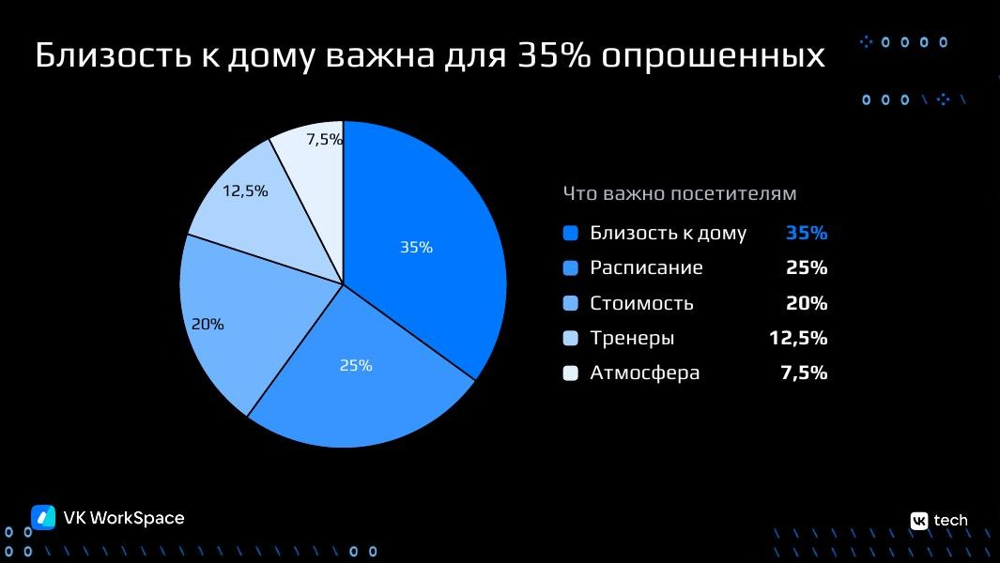 Близость к дому важна для 35% опрошенных
7,5%
12,5%
35%
20%
25%
Что важно посетителям
Близость к дому 35%
Расписание 25%
Стоимость 20%
Тренеры 12,5%
Атмосфера 7,5%
VK WorkSpace
VK tech